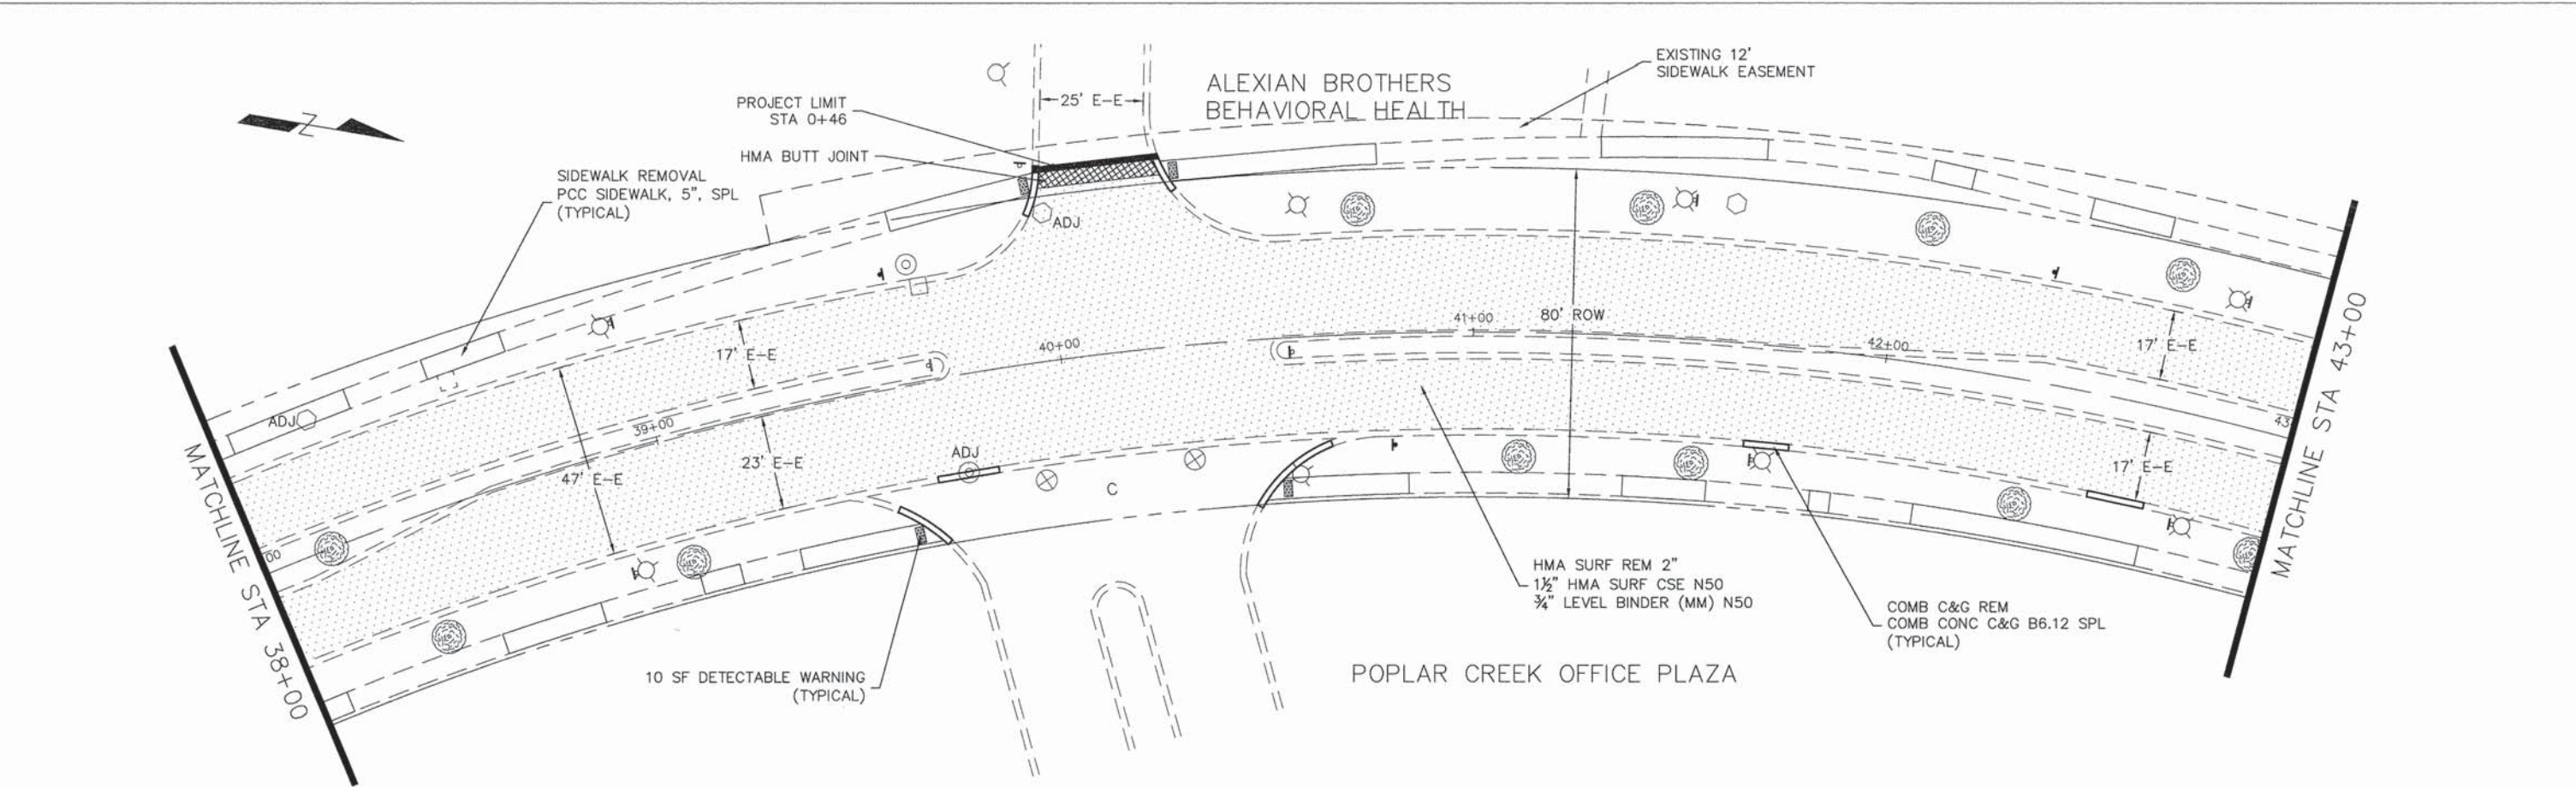 EXISTING 12'
SIDEWALK EASEMENT
ALEXIAN BROTHERS
BEHAVIORAL HEALTH
25' E-E
PROJECT LIMIT
STA 0+46
HMA BUTT JOINT
Z
SIDEWALK REMOVAL
PCC SIDEWALK, 5", SPL
(TYPICAL)
ADJ
80' ROW
41+00
40+00
42+00
17' E-E
17' E-E
MATCHLINE STA 43+00
43
ADJ
39+00
23' E-E
47' E-E
ADJ
C
17' E-E
00
MATCHLINE STA 38+00
HMA SURF REM 2"
1½" HMA SURF CSE N50
¾" LEVEL BINDER (MM) N50
COMB C&G REM
COMB CONC C&G B6.12 SPL
(TYPICAL)
10 SF DETECTABLE WARNING
(TYPICAL)
POPLAR CREEK OFFICE PLAZA